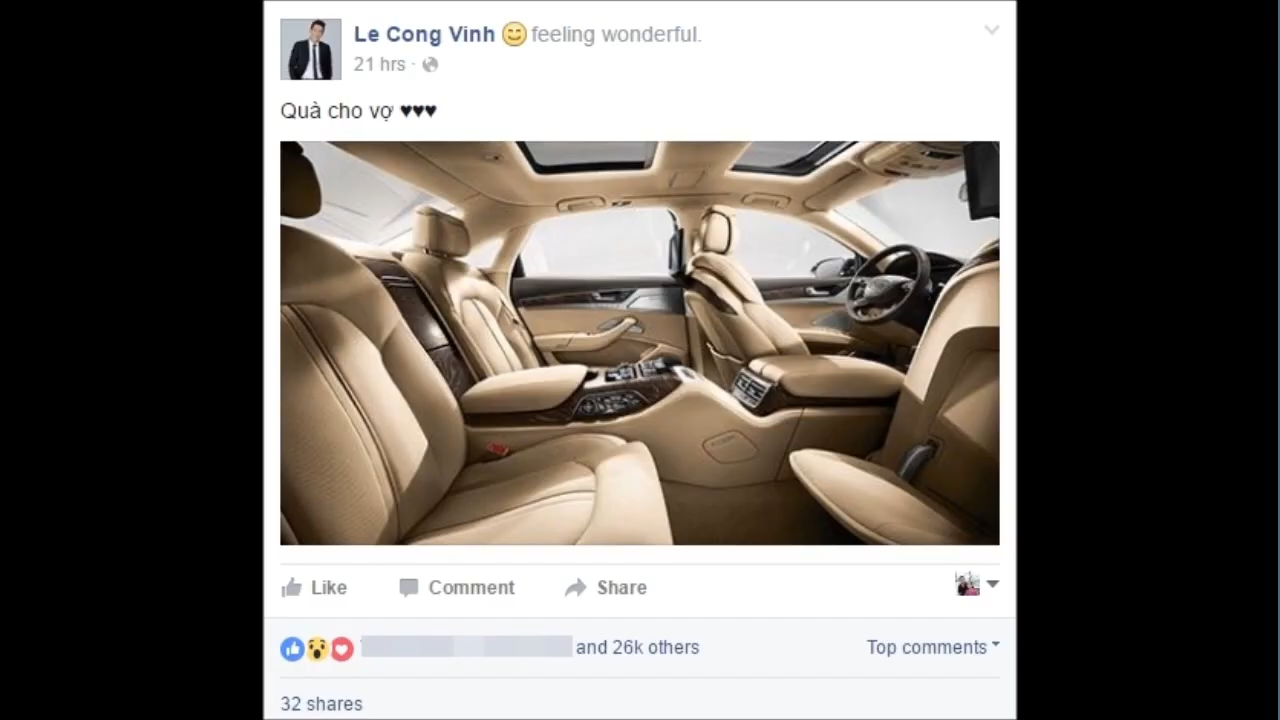 Le Cong Vinh 😊 feeling wonderful.
21 hrs ·
Quà cho vợ ♥♥♥
Like Comment Share
and 26k others Top comments
32 shares